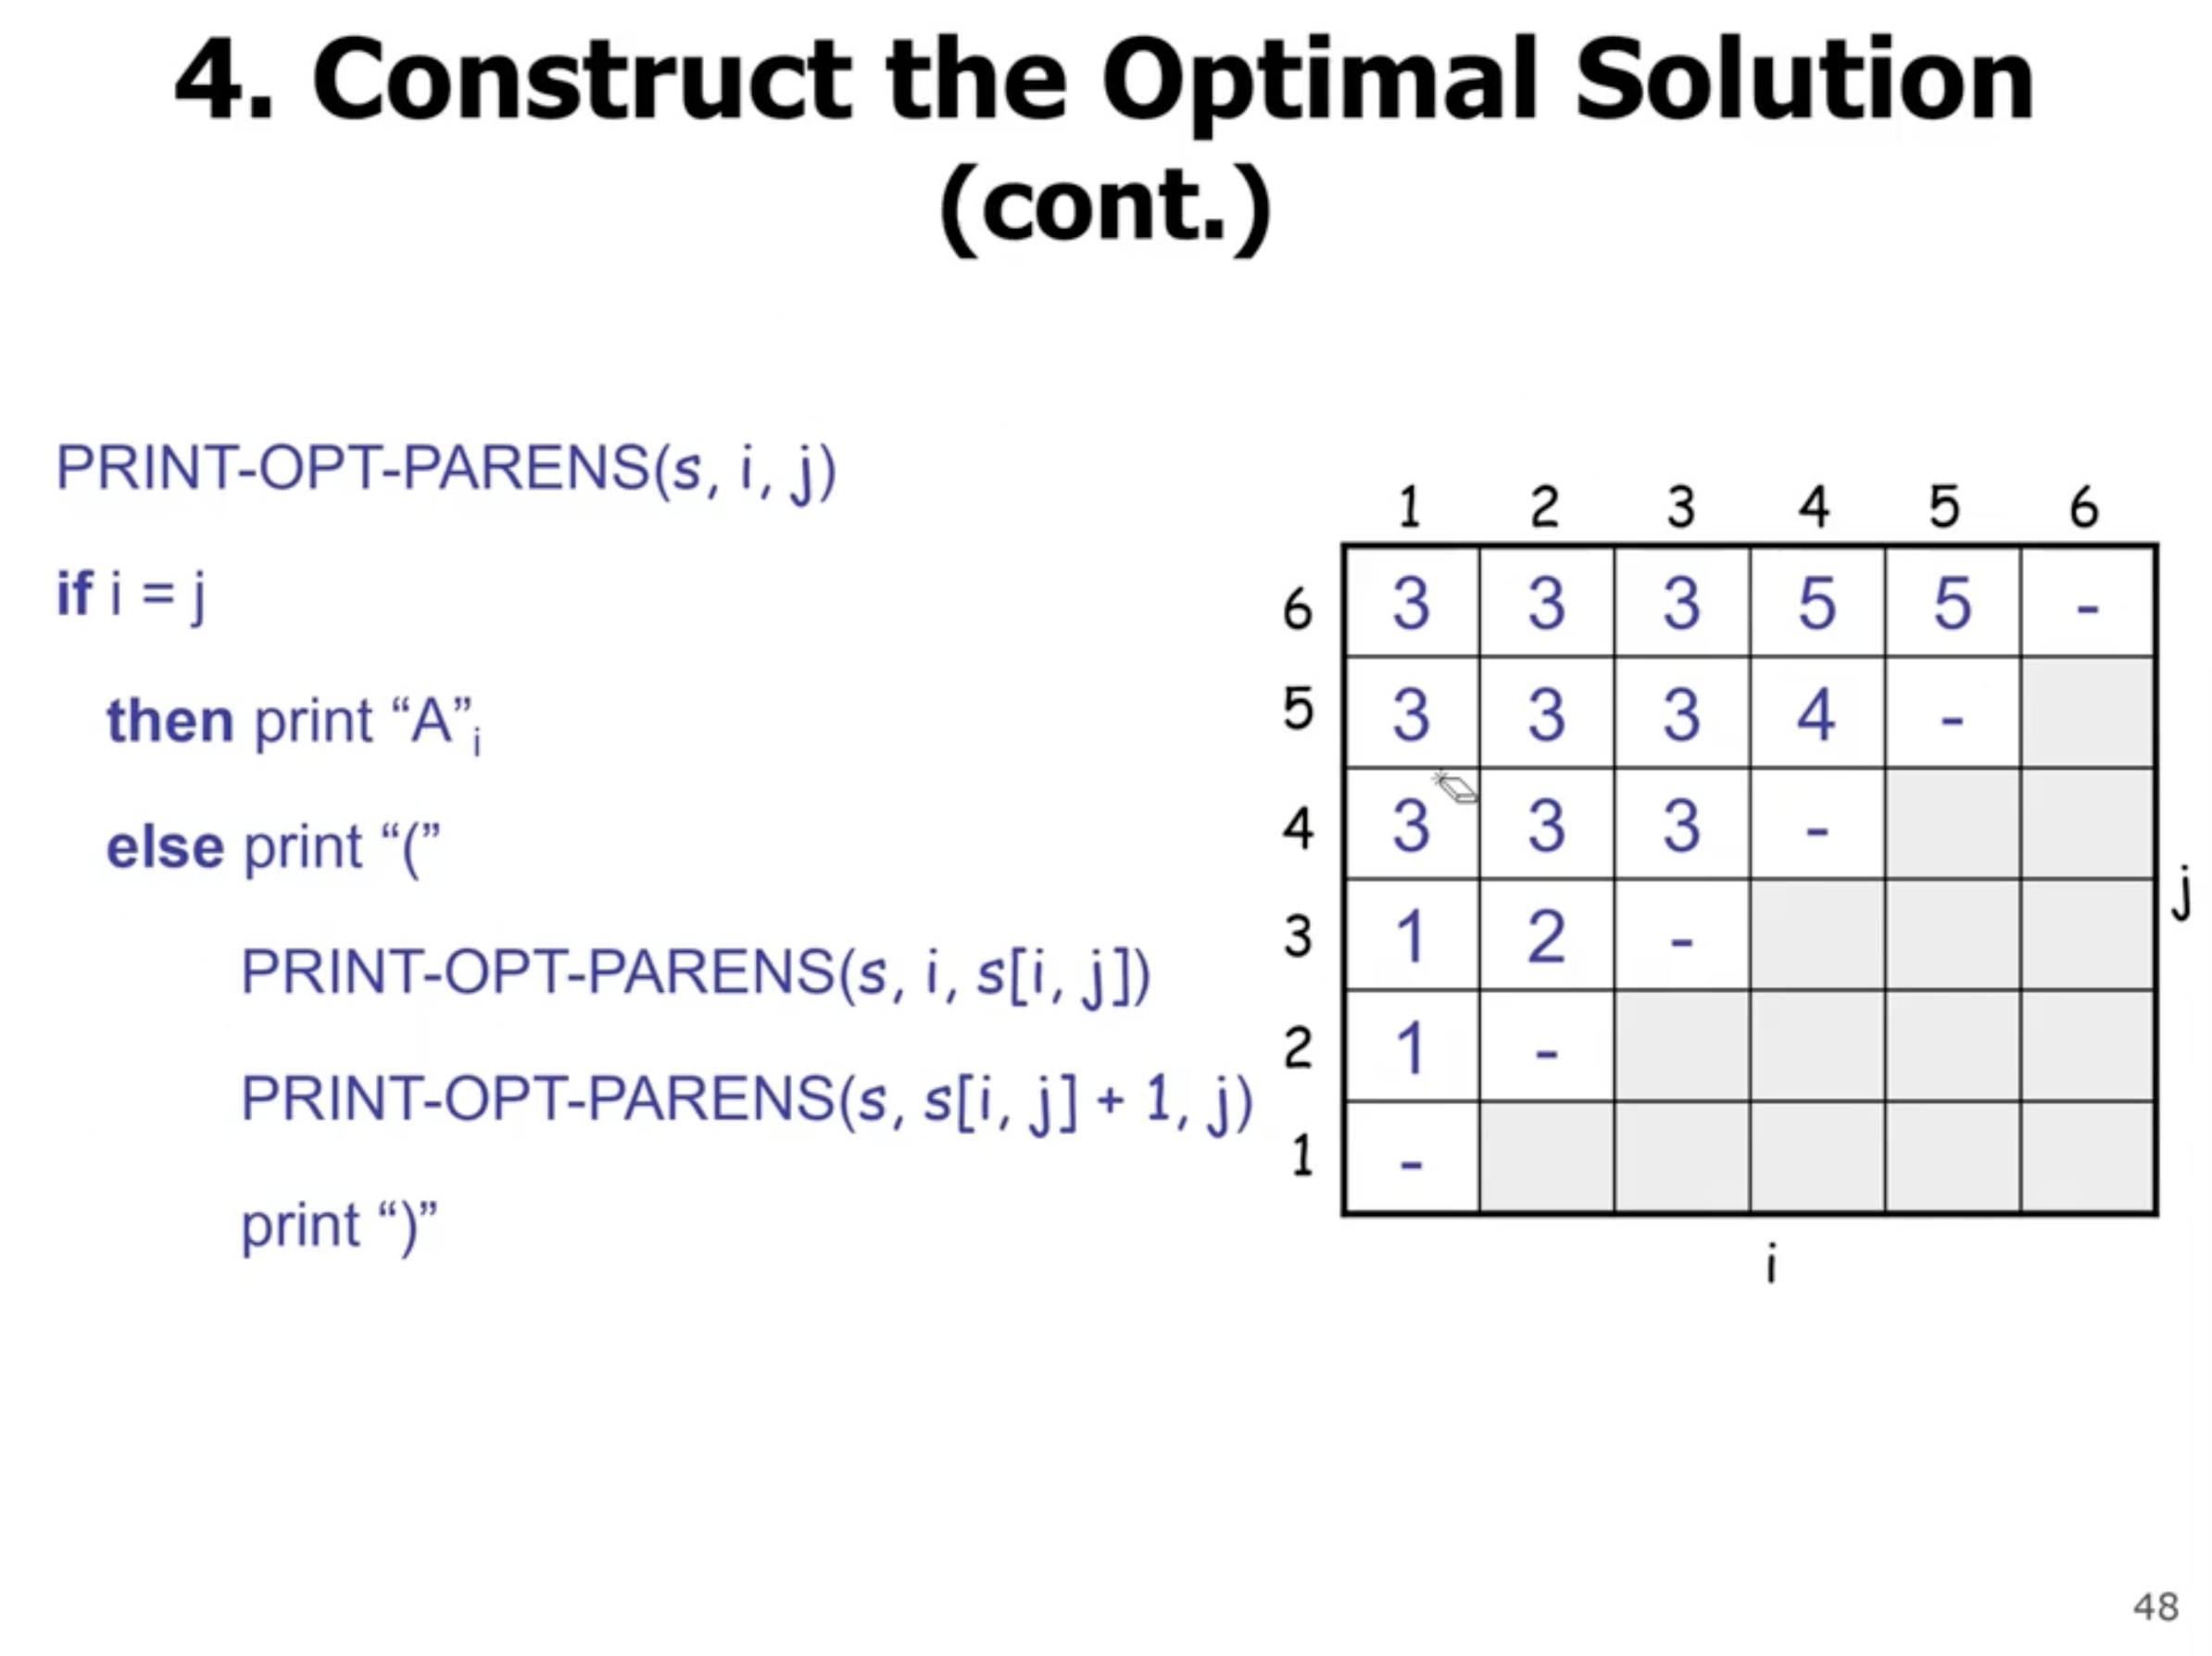 4. Construct the Optimal Solution
(cont.)
PRINT-OPT-PARENS(s, i, j)
if i = j
then print “A”i
else print “(”
PRINT-OPT-PARENS(s, i, s[i, j])
PRINT-OPT-PARENS(s, s[i, j] + 1, j)
print “)”
1 2 3 4 5 6
6 3 3 3 5 5 -
5 3 3 3 4 -
4 3 3 3 -
j
3 1 2 -
2 1 -
1 -
i
48